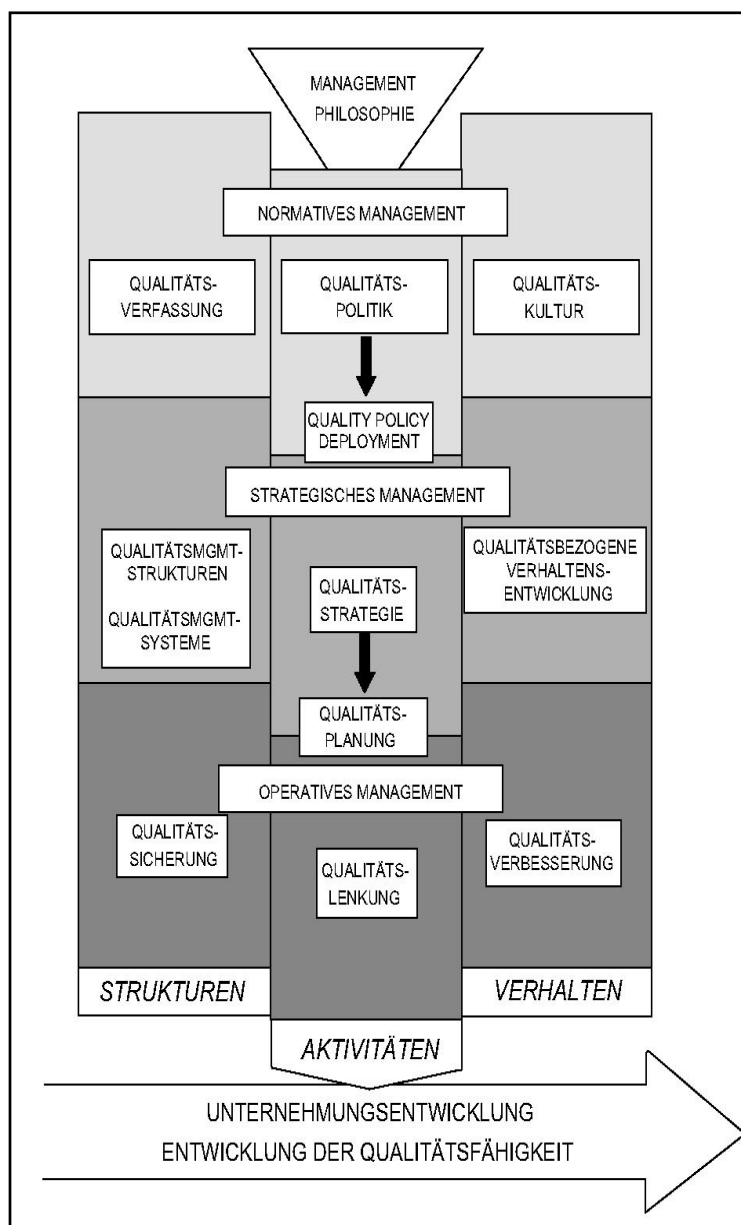 MANAGEMENT
PHILOSOPHIE
NORMATIVES MANAGEMENT
QUALITÄTS-
VERFASSUNG
QUALITÄTS-
POLITIK
QUALITÄTS-
KULTUR
QUALITY POLICY
DEPLOYMENT
STRATEGISCHES MANAGEMENT
QUALITÄTSMGMT-
STRUKTUREN
QUALITÄTSMGMT-
SYSTEME
QUALITÄTS-
STRATEGIE
QUALITÄTSBEZOGENE
VERHALTENS-
ENTWICKLUNG
QUALITÄTS-
PLANUNG
OPERATIVES MANAGEMENT
QUALITÄTS-
SICHERUNG
QUALITÄTS-
LENKUNG
QUALITÄTS-
VERBESSERUNG
STRUKTUREN
AKTIVITÄTEN
VERHALTEN
UNTERNEHMUNGSENTWICKLUNG
ENTWICKLUNG DER QUALITÄTSFÄHIGKEIT